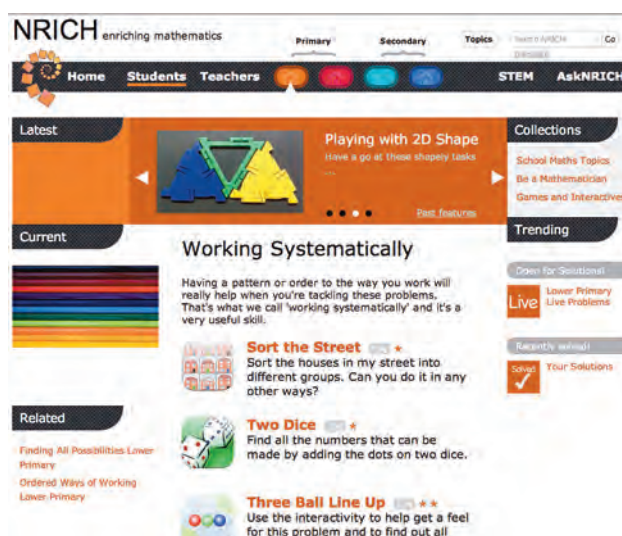 NRICH enriching mathematics
Primary
Secondary
Topics
Go
Home
Students
Teachers
STEM
AskNRICH
Latest
Playing with 2D Shape
Have a go at these shapery tasks
...
Past features
Collections
School Maths Topics
Be a Mathematician
Games and Interactive
Trending
Open for Solutions!
Live
Lower Primary
Live Problems
Recently solved!
Solved
Your Solutions
Current
Working Systematically
Having a pattern or order to the way you work will
really help when you're tackling these problems.
That's what we call 'working systematically' and it's a
very useful skill.
Sort the Street
Sort the houses in my street into
different groups. Can you do it in any
other ways?
Two Dice
Find all the numbers that can be
made by adding the dots on two dice.
Three Ball Line Up
Use the interactivity to help get a feel
for this problem and to find out all
Related
Finding All Possibilities Lower
Primary
Ordered Ways of Working
Lower Primary